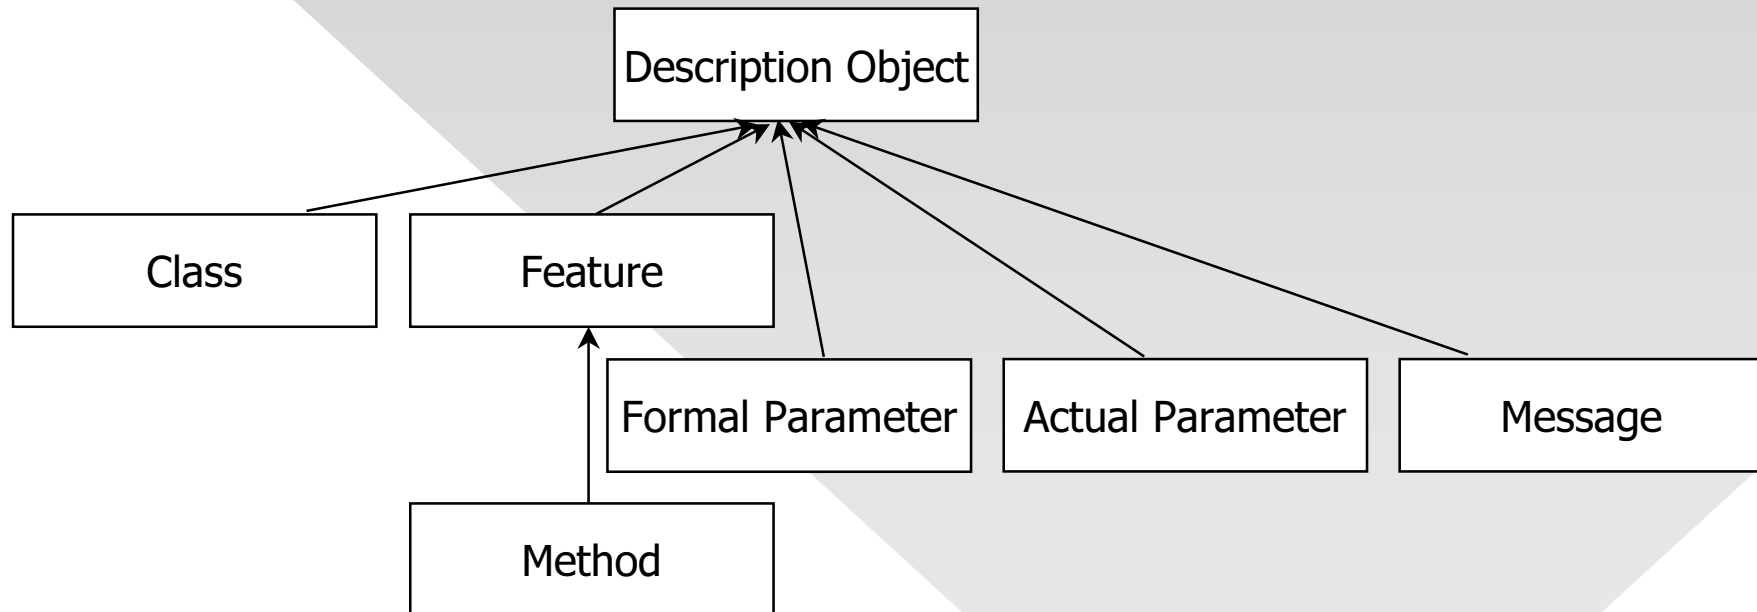 Description Object
Class
Feature
Formal Parameter
Actual Parameter
Message
Method